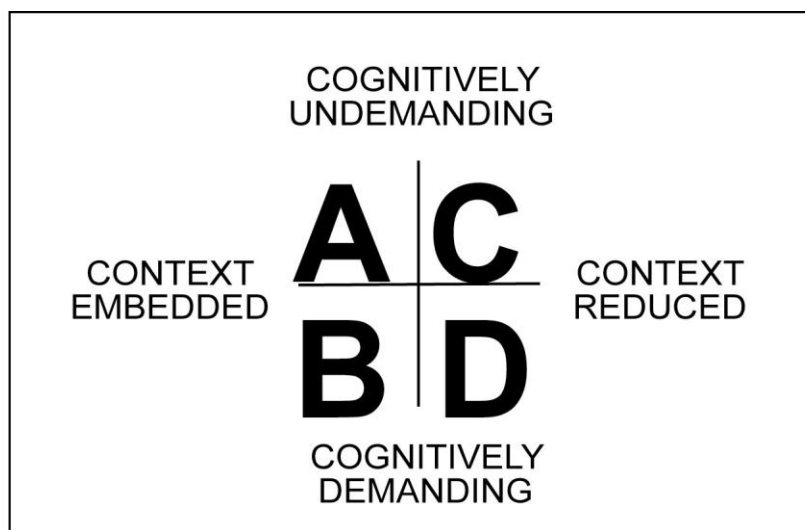 COGNITIVELY
UNDEMANDING
A C
CONTEXT
EMBEDDED
CONTEXT
REDUCED
B D
COGNITIVELY
DEMANDING